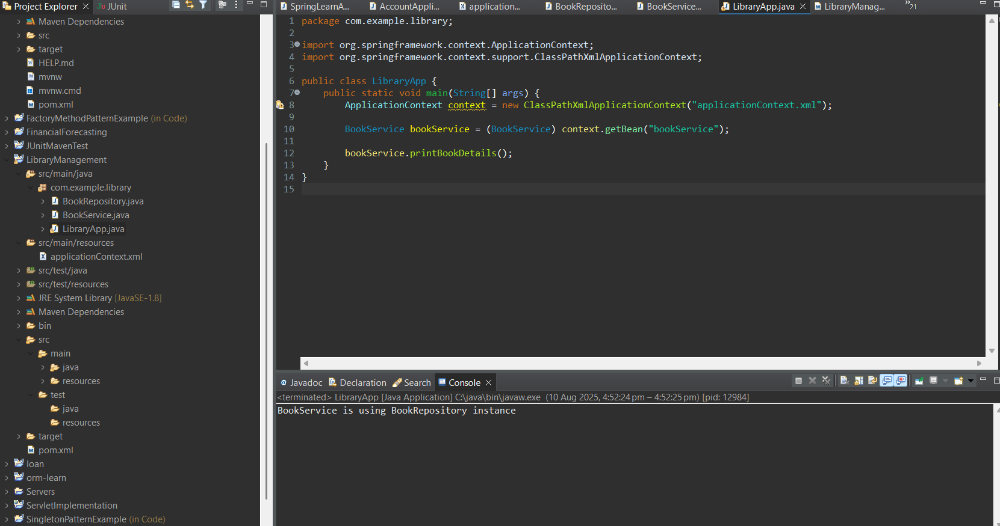 Project Explorer
JUnit
Maven Dependencies
src
target
HELP.md
mvnw
mvnw.cmd
pom.xml
FactoryMethodPatternExample (in Code)
FinancialForecasting
JUnitMavenTest
LibraryManagement
src/main/java
com.example.library
BookRepository.java
BookService.java
LibraryApp.java
src/main/resources
applicationContext.xml
src/test/java
src/test/resources
JRE System Library [JavaSE-1.8]
Maven Dependencies
bin
src
main
java
resources
test
java
resources
target
pom.xml
loan
orm-learn
Servers
ServletImplementation
SingletonPatternExample (in Code)
SpringLearnA...
AccountAppli...
application...
BookReposito...
BookService...
LibraryApp.java
LibraryManag...
»21
1 package com.example.library;
2
3 import org.springframework.context.ApplicationContext;
4 import org.springframework.context.support.ClassPathXmlApplicationContext;
5
6 public class LibraryApp {
7     public static void main(String[] args) {
8         ApplicationContext context = new ClassPathXmlApplicationContext("applicationContext.xml");
9
10         BookService bookService = (BookService) context.getBean("bookService");
11
12         bookService.printBookDetails();
13     }
14 }
15
@ Javadoc
Declaration
Search
Console
<terminated> LibraryApp [Java Application] C:\java\bin\javaw.exe (10 Aug 2025, 4:52:24 pm – 4:52:25 pm) [pid: 12984]
BookService is using BookRepository instance